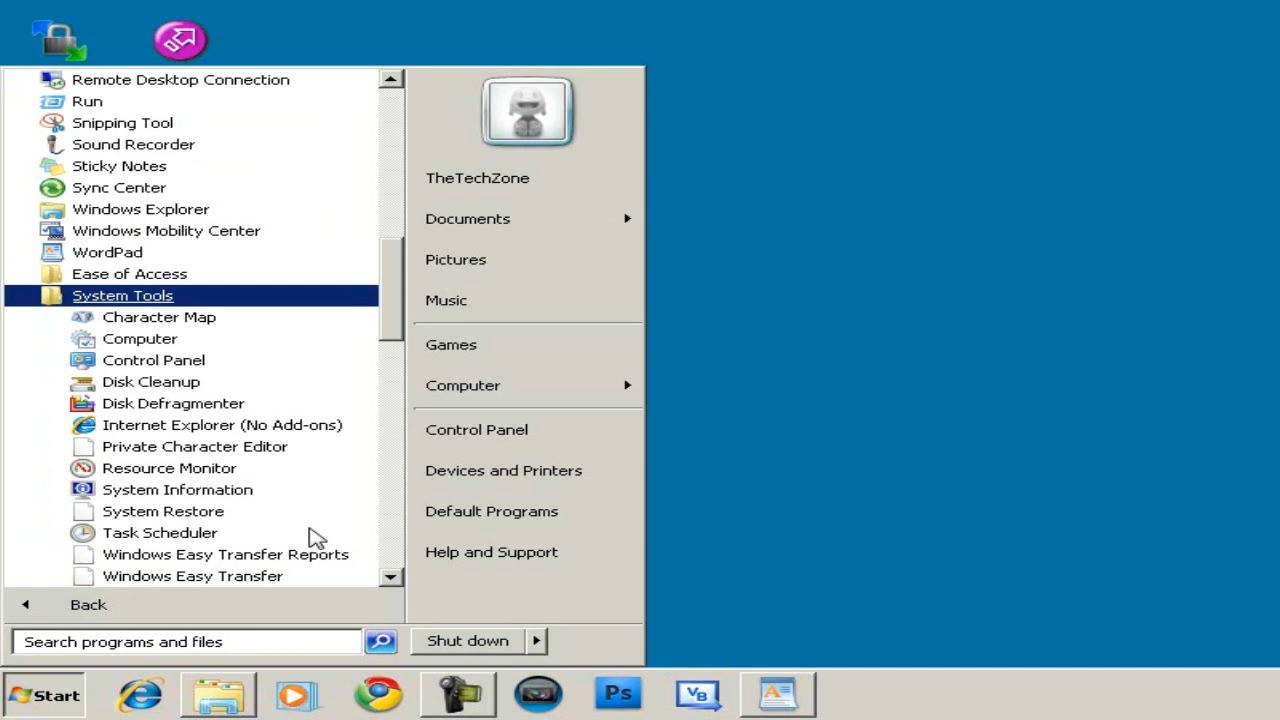 Remote Desktop Connection
Run
Snipping Tool
Sound Recorder
Sticky Notes
Sync Center
Windows Explorer
Windows Mobility Center
WordPad
Ease of Access
System Tools
Character Map
Computer
Control Panel
Disk Cleanup
Disk Defragmenter
Internet Explorer (No Add-ons)
Private Character Editor
Resource Monitor
System Information
System Restore
Task Scheduler
Windows Easy Transfer Reports
Windows Easy Transfer
Back
Search programs and files
TheTechZone
Documents
Pictures
Music
Games
Computer
Control Panel
Devices and Printers
Default Programs
Help and Support
Shut down
Start
Ps
VB